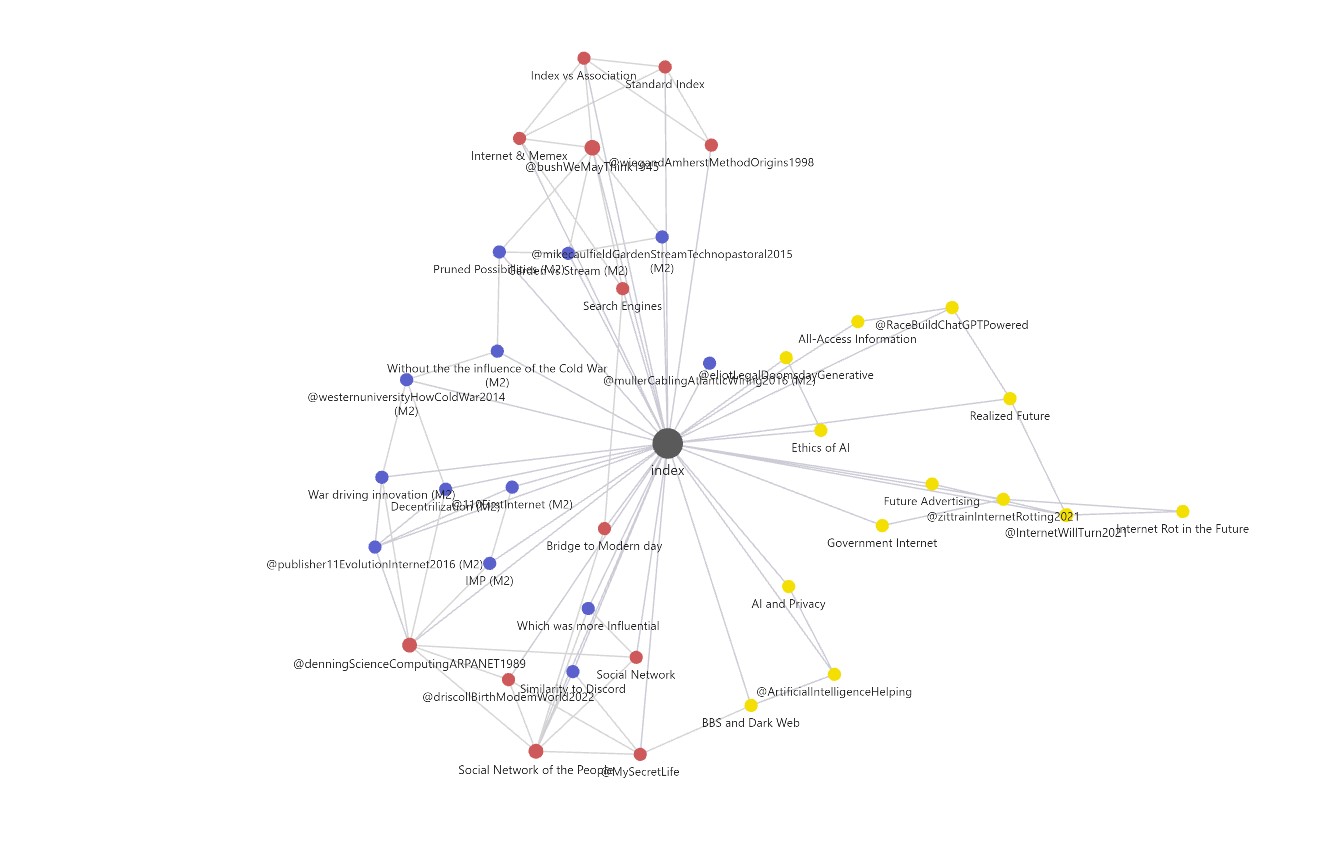 Index vs Association
Standard Index
Internet & Memex
@bushWeMayThink1945
@wiegandAmherstMethodOrigins1998
@mikecaulfieldGardenStreamTechnopastoral2015
(M2)
Pruned Possibilities (M2)
Garden vs Stream (M2)
Search Engines
@RaceBuildChatGPTPowered
All-Access Information
Without the the influence of the Cold War
(M2)
@mullerCablingAtlanticWiring2016 (M2)
@eliotLegalDoomsdayGenerative
@westernuniversityHowColdWar2014
(M2)
Realized Future
Ethics of AI
index
War driving innovation (M2)
Decentrilization (M2)
@110FirstInternet (M2)
Future Advertising
@zittrainInternetRotting2021
@InternetWillTurn2021
Internet Rot in the Future
Government Internet
Bridge to Modern day
@publisher11EvolutionInternet2016 (M2)
IMP (M2)
AI and Privacy
Which was more Influential
@denningScienceComputingARPANET1989
Social Network
Similarity to Discord
@driscollBirthModemWorld2022
@ArtificialIntelligenceHelping
BBS and Dark Web
Social Network of the People
@MySecretLife